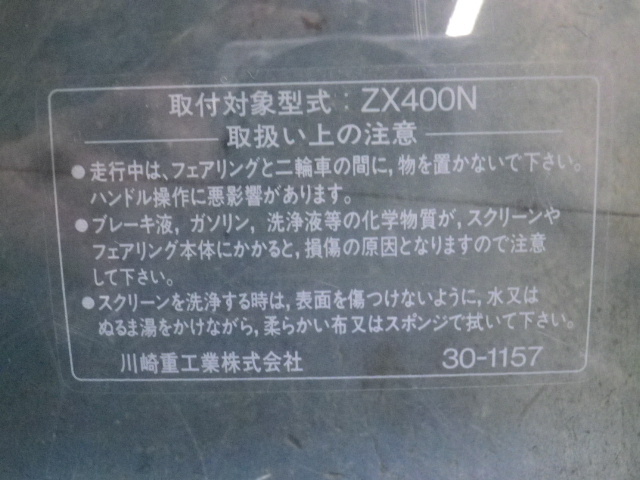 取付対象型式：ZX400N
取扱い上の注意
●走行中は,フェアリングと二輪車の間に,物を置かないで下さい。
ハンドル操作に悪影響があります。
●ブレーキ液,ガソリン,洗浄液等の化学物質が,スクリーンや
フェアリング本体にかかると,損傷の原因となりますので注意
して下さい。
●スクリーンを洗浄する時は,表面を傷つけないように,水又は
ぬるま湯をかけながら,柔らかい布又はスポンジで拭いて下さい。
川崎重工業株式会社 30-1157